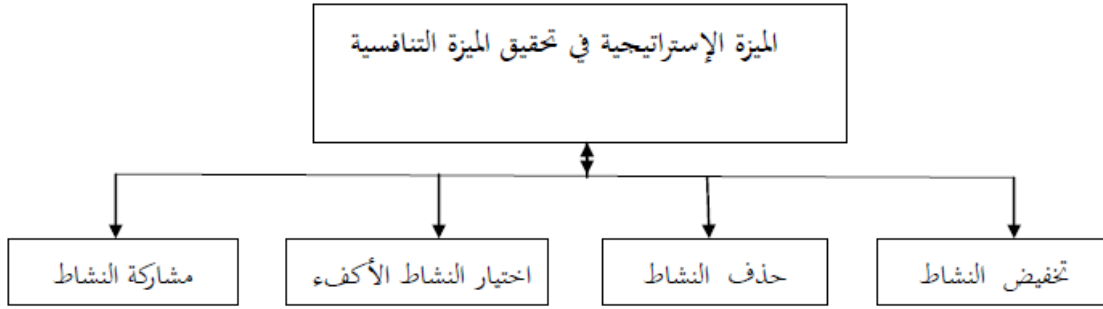 الميزة الإستراتيجية في تحقيق الميزة التنافسية
تخفيض النشاط
حذف النشاط
اختيار النشاط الأكفء
مشاركة النشاط